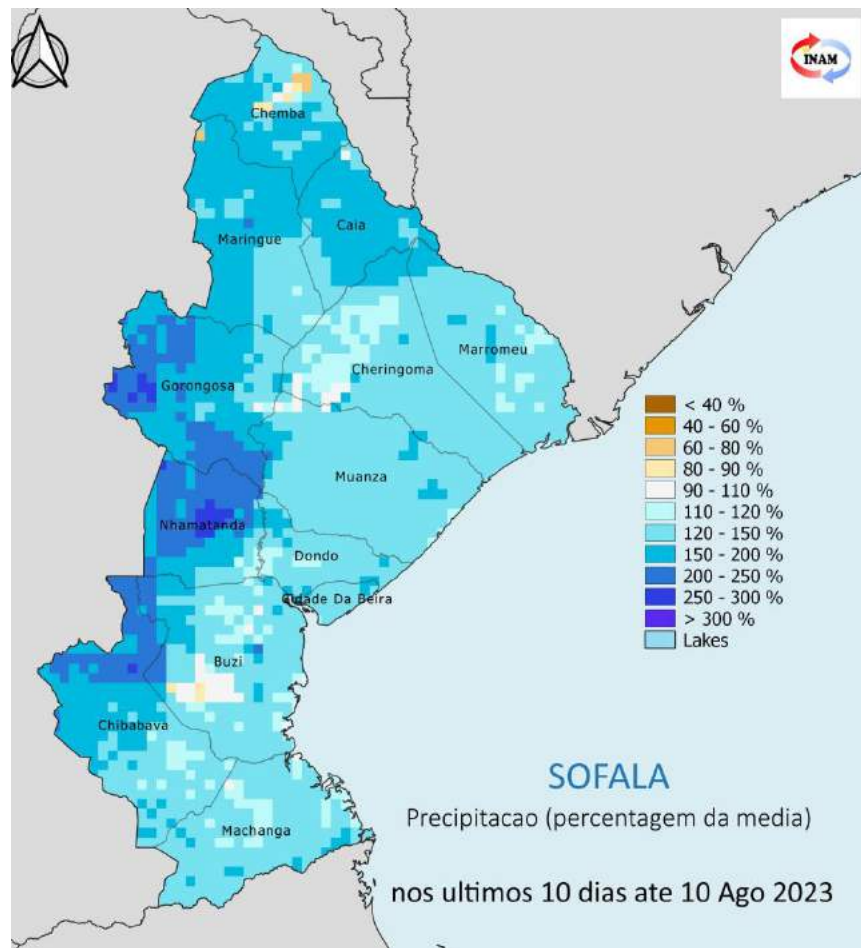 INAM
Chemba
Caia
Maringue
Marromeu
Cheringoma
Gorongosa
Muanza
Nhamatanda
Dondo
Cidade Da Beira
Buzi
Chibabava
Machanga
< 40 %
40 - 60 %
60 - 80 %
80 - 90 %
90 - 110 %
110 - 120 %
120 - 150 %
150 - 200 %
200 - 250 %
250 - 300 %
> 300 %
Lakes
SOFALA
Precipitacao (percentagem da media)
nos ultimos 10 dias ate 10 Ago 2023